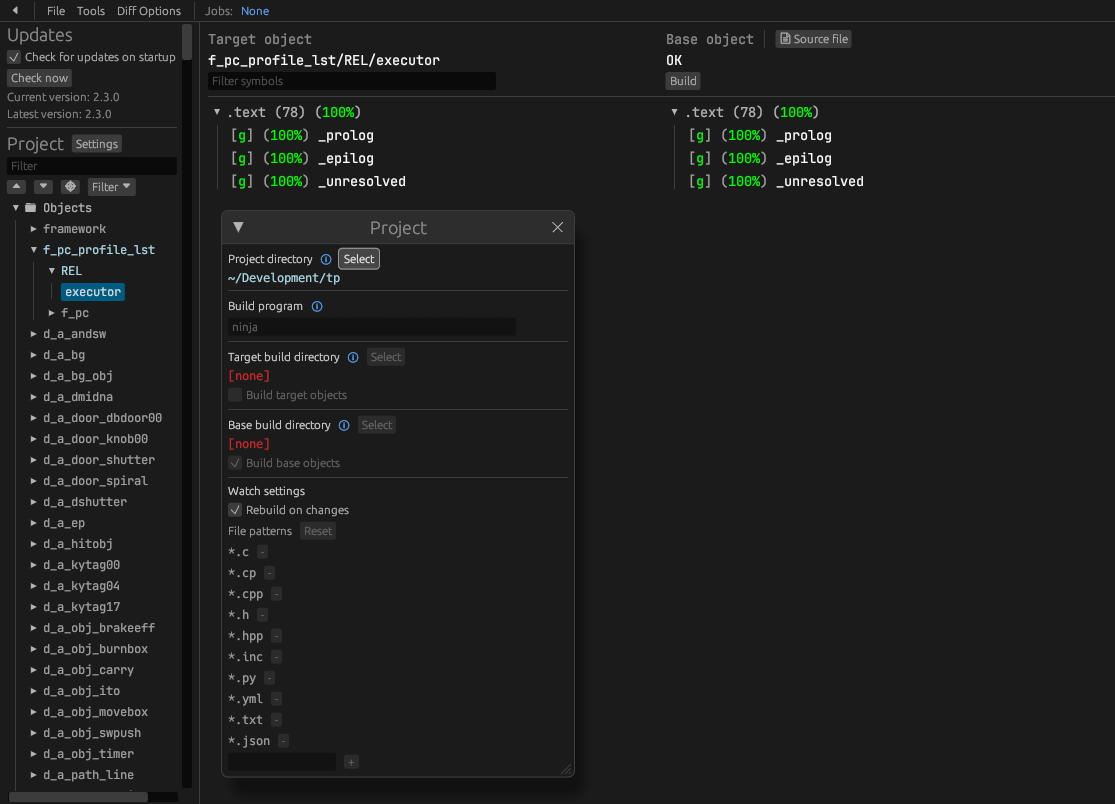 File Tools Diff Options Jobs: None
Updates
Check for updates on startup
Check now
Current version: 2.3.0
Latest version: 2.3.0
Project Settings
Filter
Filter
Objects
framework
f_pc_profile_lst
REL
executor
f_pc
d_a_andsw
d_a_bg
d_a_bg_obj
d_a_dmidna
d_a_door_dbdoor00
d_a_door_knob00
d_a_door_shutter
d_a_door_spiral
d_a_dshutter
d_a_ep
d_a_hitobj
d_a_kytag00
d_a_kytag04
d_a_kytag17
d_a_obj_brakeeff
d_a_obj_burnbox
d_a_obj_carry
d_a_obj_ito
d_a_obj_movebox
d_a_obj_swpush
d_a_obj_timer
d_a_path_line
Target object
f_pc_profile_lst/REL/executor
Filter symbols
.text (78) (100%)
[g] (100%) _prolog
[g] (100%) _epilog
[g] (100%) _unresolved
Base object Source file
OK
Build
.text (78) (100%)
[g] (100%) _prolog
[g] (100%) _epilog
[g] (100%) _unresolved
Project
Project directory Select
~/Development/tp
Build program
ninja
Target build directory Select
[none]
Build target objects
Base build directory Select
[none]
Build base objects
Watch settings
Rebuild on changes
File patterns Reset
*.c -
*.cp -
*.cpp -
*.h -
*.hpp -
*.inc -
*.py -
*.yml -
*.txt -
*.json -
+